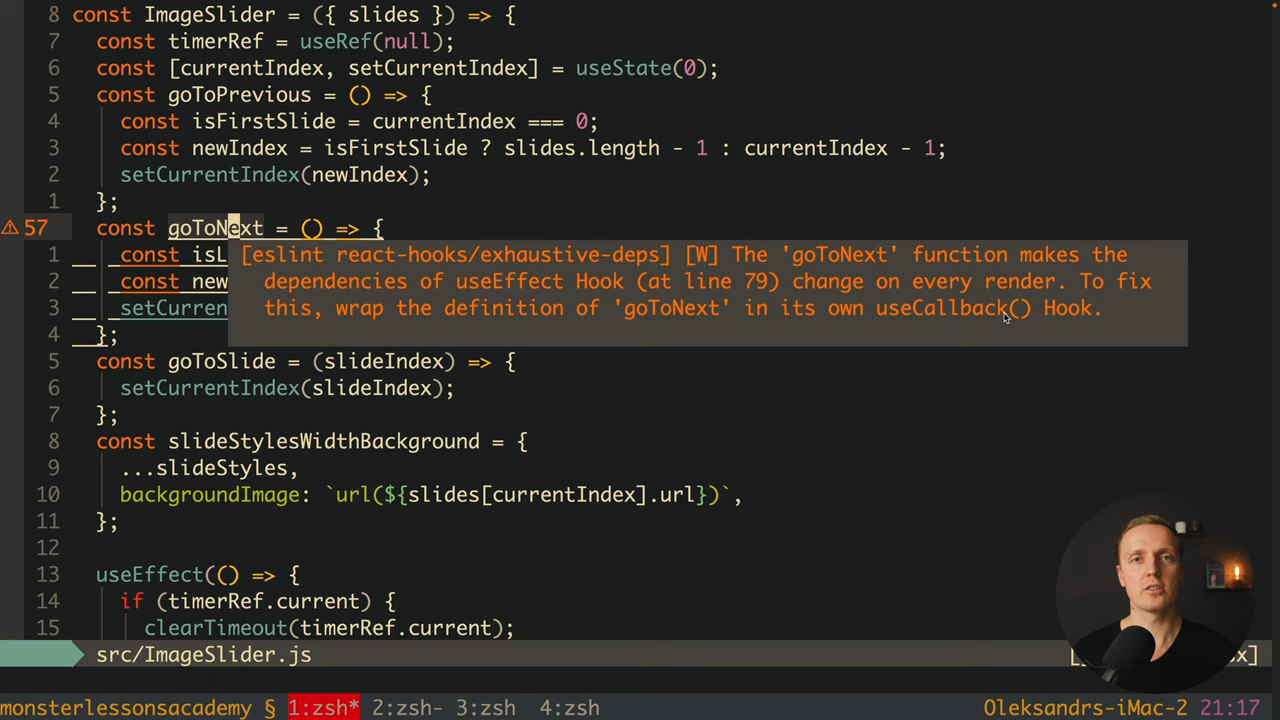 8 const ImageSlider = ({ slides }) => {
7 const timerRef = useRef(null);
6 const [currentIndex, setCurrentIndex] = useState(0);
5 const goToPrevious = () => {
4 const isFirstSlide = currentIndex === 0;
3 const newIndex = isFirstSlide ? slides.length - 1 : currentIndex - 1;
2 setCurrentIndex(newIndex);
1 };
⚠ 57 const goToNext = () => {
1 const isL [eslint react-hooks/exhaustive-deps] [W] The 'goToNext' function makes the
2 const new dependencies of useEffect Hook (at line 79) change on every render. To fix
3 setCurren this, wrap the definition of 'goToNext' in its own useCallback() Hook.
4 };
5 const goToSlide = (slideIndex) => {
6 setCurrentIndex(slideIndex);
7 };
8 const slideStylesWidthBackground = {
9 ...slideStyles,
10 backgroundImage: `url(${slides[currentIndex].url})`,
11 };
12
13 useEffect(() => {
14 if (timerRef.current) {
15 clearTimeout(timerRef.current);
src/ImageSlider.js [ x]
monsterlessonsacademy § 1:zsh* 2:zsh- 3:zsh 4:zsh Oleksandrs-iMac-2 21:17